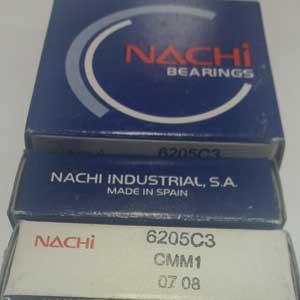 NACHi
BEARINGS
6205C3
NACHI INDUSTRIAL, S.A.
MADE IN SPAIN
NACHi 6205C3
CMM1
07 08